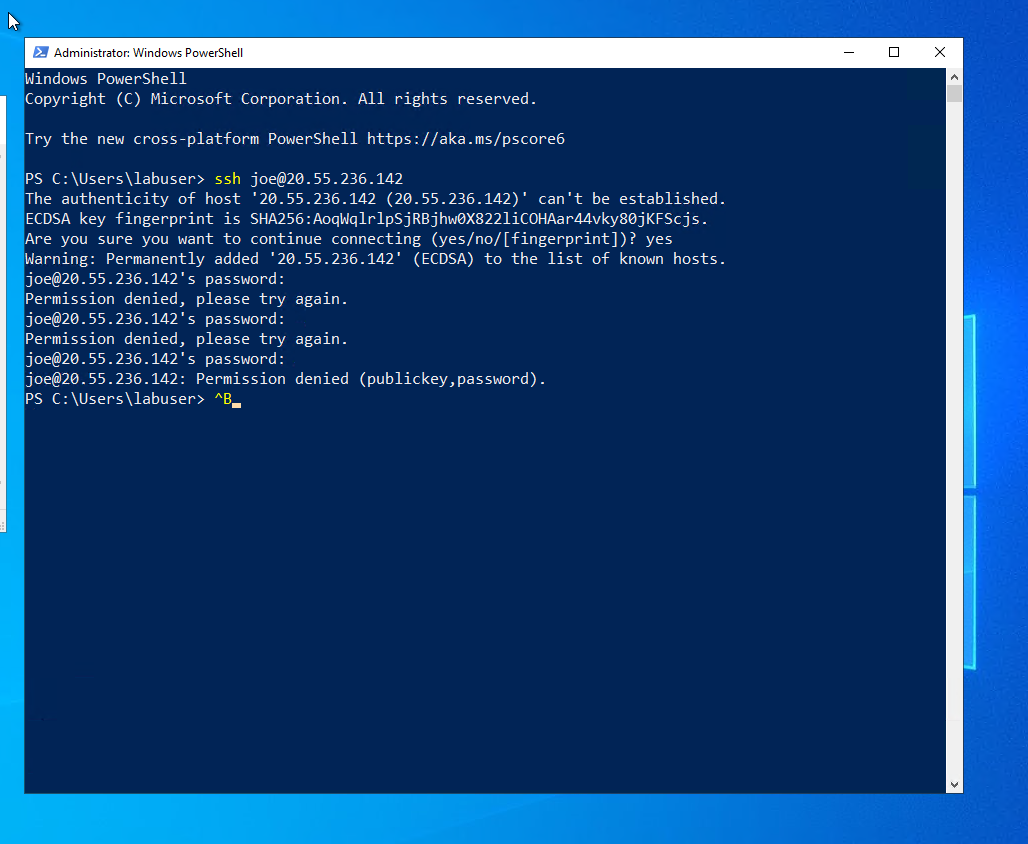 Administrator: Windows PowerShell
Windows PowerShell
Copyright (C) Microsoft Corporation. All rights reserved.
Try the new cross-platform PowerShell https://aka.ms/pscore6
PS C:\Users\labuser> ssh joe@20.55.236.142
The authenticity of host '20.55.236.142 (20.55.236.142)' can't be established.
ECDSA key fingerprint is SHA256:AoqWqlrlpSjRBjhw0X822liCOHAar44vky80jKFScjs.
Are you sure you want to continue connecting (yes/no/[fingerprint])? yes
Warning: Permanently added '20.55.236.142' (ECDSA) to the list of known hosts.
joe@20.55.236.142's password:
Permission denied, please try again.
joe@20.55.236.142's password:
Permission denied, please try again.
joe@20.55.236.142's password:
joe@20.55.236.142: Permission denied (publickey,password).
PS C:\Users\labuser> ^B